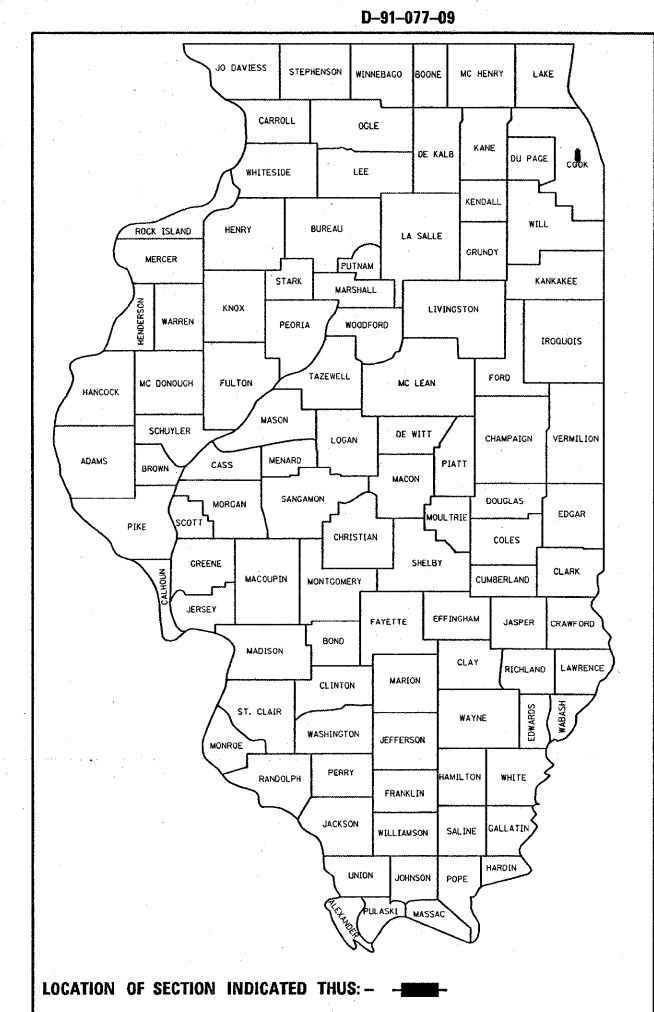 D-91-077-09
JO DAVIESS
STEPHENSON
WINNEBAGO
BOONE
MC HENRY
LAKE
CARROLL
OGLE
DE KALB
KANE
DU PAGE
COOK
WHITESIDE
LEE
KENDALL
ROCK ISLAND
HENRY
BUREAU
LA SALLE
WILL
MERCER
PUTNAM
GRUNDY
STARK
MARSHALL
KANKAKEE
HENDERSON
WARREN
KNOX
PEORIA
WOODFORD
LIVINGSTON
IROQUOIS
HANCOCK
MC DONOUGH
FULTON
TAZEWELL
MC LEAN
FORD
MASON
SCHUYLER
LOGAN
DE WITT
CHAMPAIGN
VERMILION
ADAMS
BROWN
CASS
MENARD
MACON
PIATT
PIKE
SCOTT
MORGAN
SANGAMON
MOULTRIE
DOUGLAS
EDGAR
CHRISTIAN
COLES
CALHOUN
GREENE
MACOUPIN
MONTGOMERY
SHELBY
CUMBERLAND
CLARK
JERSEY
FAYETTE
EFFINGHAM
JASPER
CRAWFORD
MADISON
BOND
CLAY
RICHLAND
LAWRENCE
CLINTON
MARION
ST. CLAIR
WASHINGTON
WAYNE
EDWARDS
WABASH
MONROE
JEFFERSON
RANDOLPH
PERRY
HAMILTON
WHITE
FRANKLIN
JACKSON
WILLIAMSON
SALINE
GALLATIN
UNION
JOHNSON
POPE
HARDIN
ALEXANDER
PULASKI
MASSAC
LOCATION OF SECTION INDICATED THUS: -